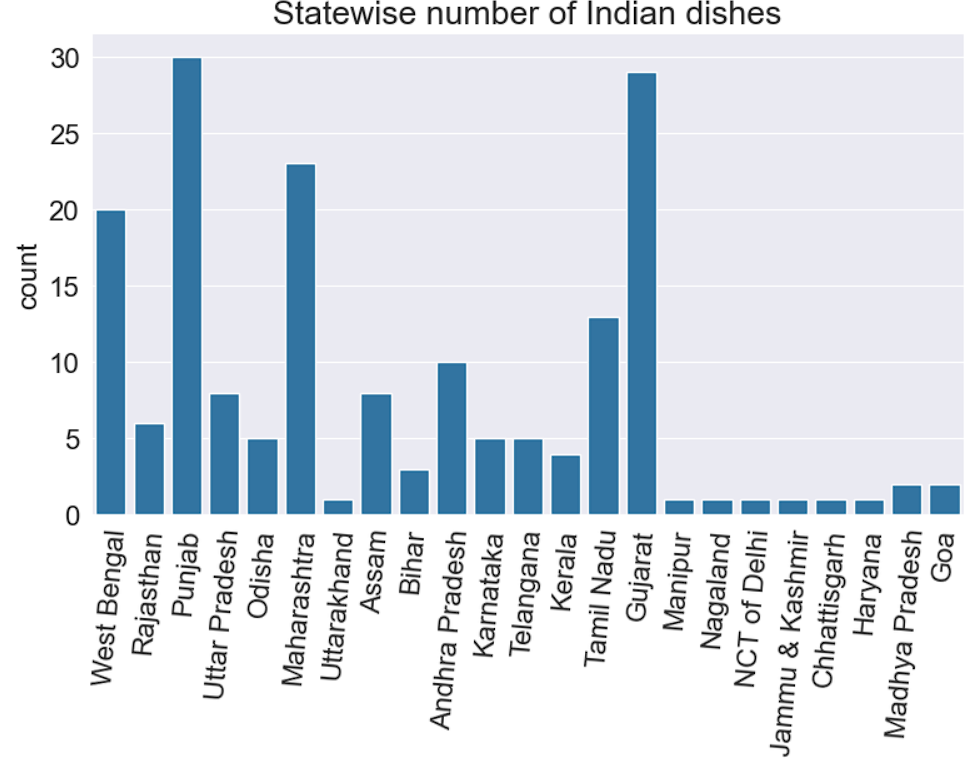 Statewise number of Indian dishes
count
30
25
20
15
10
5
0
West Bengal
Rajasthan
Punjab
Uttar Pradesh
Odisha
Maharashtra
Uttarakhand
Assam
Bihar
Andhra Pradesh
Karnataka
Telangana
Kerala
Tamil Nadu
Gujarat
Manipur
Nagaland
NCT of Delhi
Jammu & Kashmir
Chhattisgarh
Haryana
Madhya Pradesh
Goa